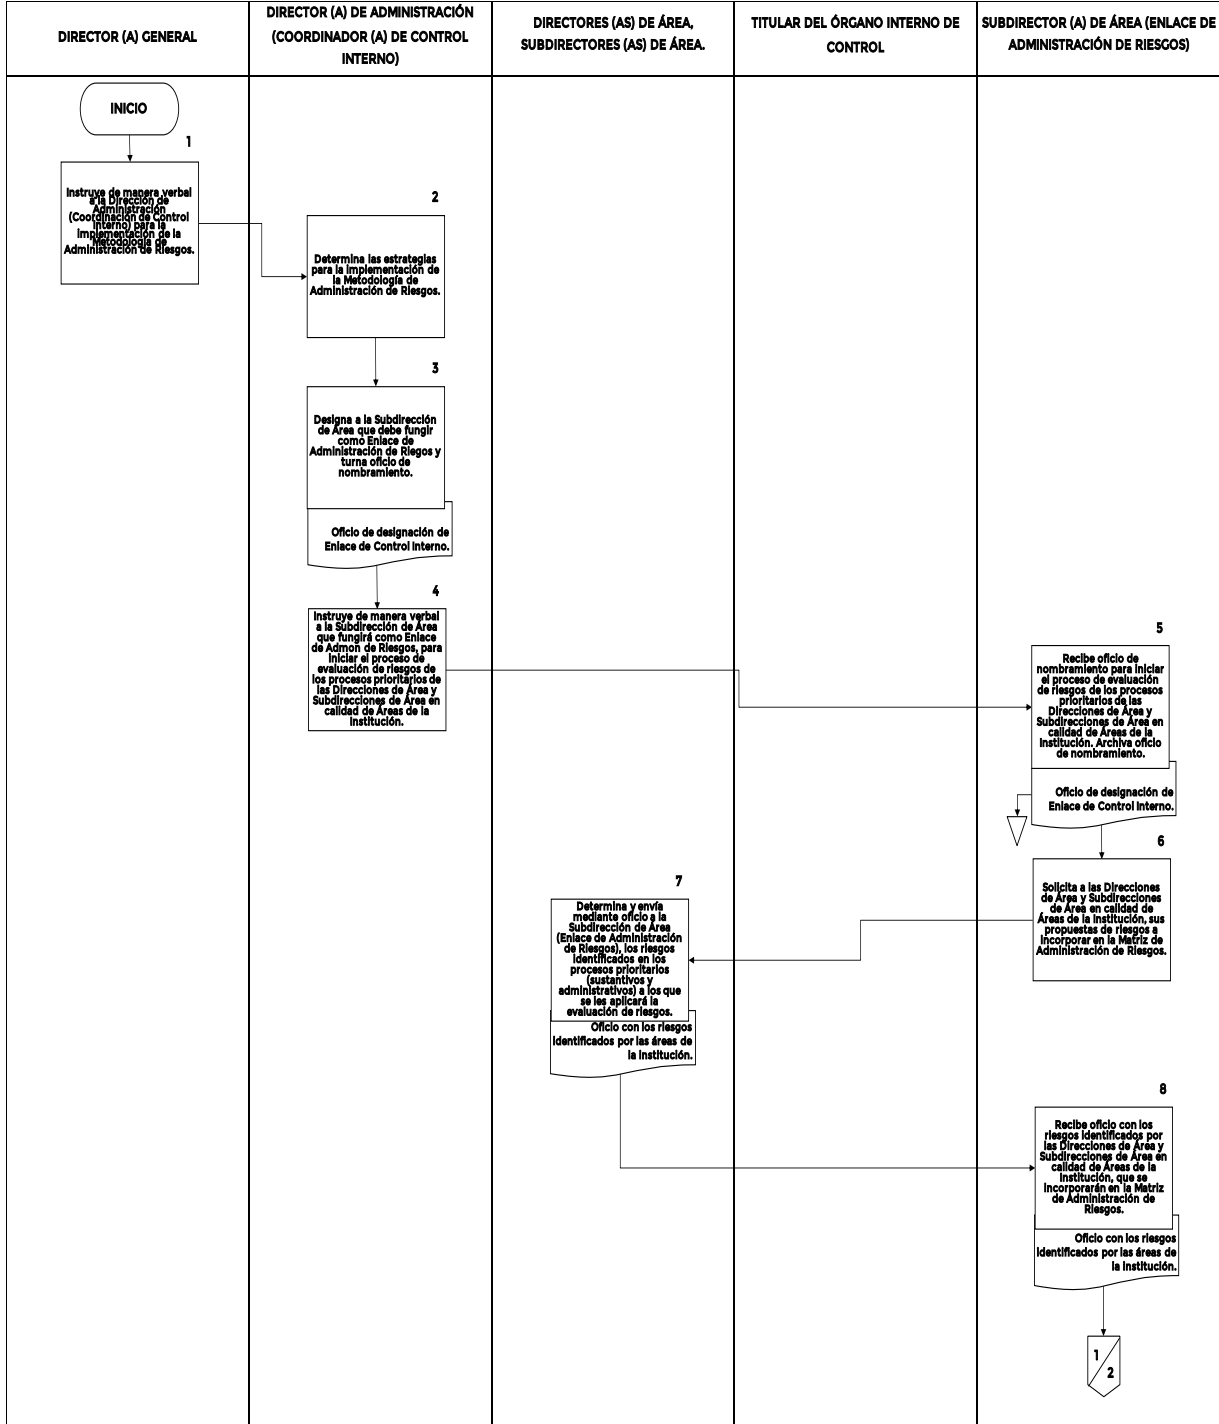 DIRECTOR (A) GENERAL
DIRECTOR (A) DE ADMINISTRACIÓN
(COORDINADOR (A) DE CONTROL
INTERNO)
DIRECTORES (AS) DE ÁREA,
SUBDIRECTORES (AS) DE ÁREA.
TITULAR DEL ÓRGANO INTERNO DE
CONTROL
SUBDIRECTOR (A) DE ÁREA (ENLACE DE
ADMINISTRACIÓN DE RIESGOS)
INICIO
1
Instruye de manera verbal
a la Dirección de
Administración
(Coordinación de Control
Interno) para la
Implementación de la
Metodología de
Administración de Riesgos.
2
Determina las estrategias
para la Implementación de
la Metodología de
Administración de Riesgos.
3
Designa a la Subdirección
de Área que debe fungir
como Enlace de
Administración de Riegos y
turna oficio de
nombramiento.
Oficio de designación de
Enlace de Control Interno.
4
Instruye de manera verbal
a la Subdirección de Área
que fungirá como Enlace
de Admon de Riesgos, para
iniciar el proceso de
evaluación de riesgos de
los procesos prioritarios de
las Direcciones de Área y
Subdirecciones de Área en
calidad de Áreas de la
Institución.
5
Recibe oficio de
nombramiento para iniciar
el proceso de evaluación
de riesgos de los procesos
prioritarios de las
Direcciones de Área y
Subdirecciones de Área en
calidad de Áreas de la
Institución. Archiva oficio
de nombramiento.
Oficio de designación de
Enlace de Control Interno.
6
Solicita a las Direcciones
de Área y Subdirecciones
de Área en calidad de
Áreas de la Institución, sus
propuestas de riesgos a
incorporar en la Matriz de
Administración de Riesgos.
7
Determina y envía
mediante oficio a la
Subdirección de Área
(Enlace de Administración
de Riesgos), los riesgos
identificados en los
procesos prioritarios
(sustantivos y
administrativos) a los que
se les aplicará la
evaluación de riesgos.
Oficio con los riesgos
identificados por las áreas de
la Institución.
8
Recibe oficio con los
riesgos identificados por
las Direcciones de Área y
Subdirecciones de Área en
calidad de Áreas de la
Institución, que se
incorporarán en la Matriz
de Administración de
Riesgos.
Oficio con los riesgos
identificados por las áreas de
la Institución.
1
2